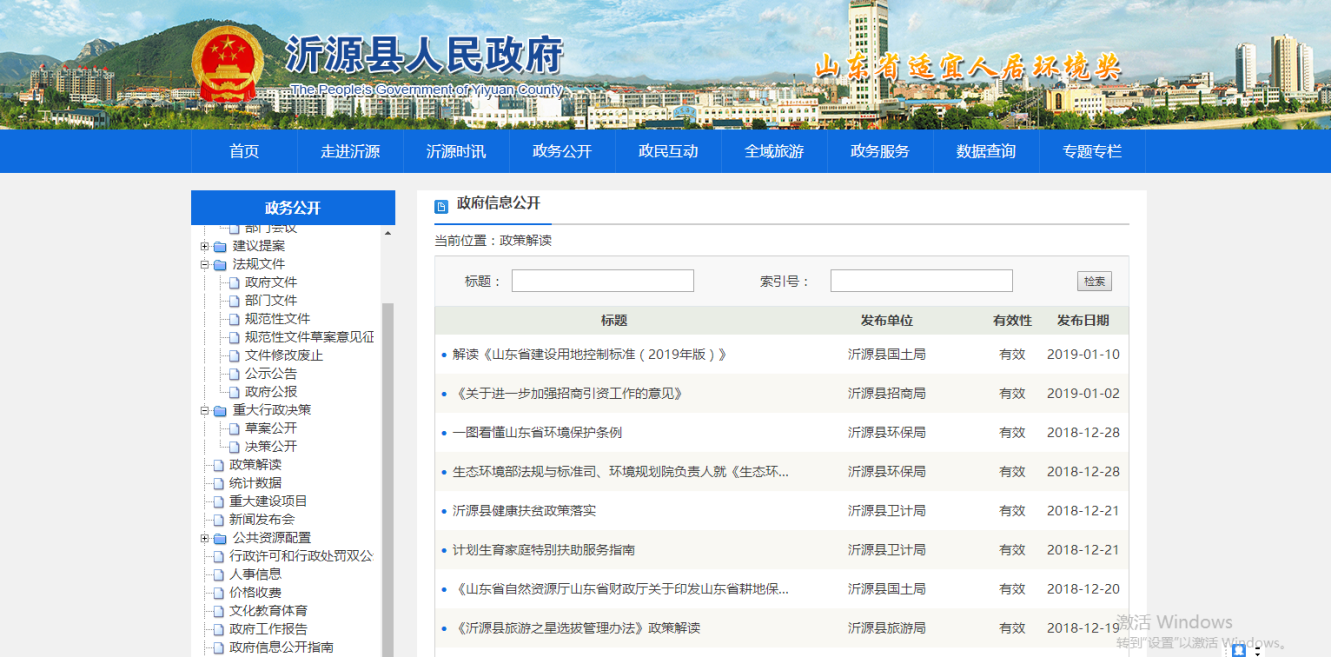 沂源县人民政府
The People's Government of Yiyuan County
山东省适宜人居环境奖
首页 走进沂源 沂源时讯 政务公开 政民互动 全域旅游 政务服务 数据查询 专题专栏
政务公开
部门会议
建议提案
法规文件
政府文件
部门文件
规范性文件
规范性文件草案意见征
文件修改废止
公示公告
政府公报
重大行政决策
草案公开
决策公开
政策解读
统计数据
重大建设项目
新闻发布会
公共资源配置
行政许可和行政处罚双公
人事信息
价格收费
文化教育体育
政府工作报告
政府信息公开指南
政府信息公开
当前位置：政策解读
标题： 索引号： 检索
标题 发布单位 有效性 发布日期
解读《山东省建设用地控制标准（2019年版）》 沂源县国土局 有效 2019-01-10
《关于进一步加强招商引资工作的意见》 沂源县招商局 有效 2019-01-02
一图看懂山东省环境保护条例 沂源县环保局 有效 2018-12-28
生态环境部法规与标准司、环境规划院负责人就《生态环... 沂源县环保局 有效 2018-12-28
沂源县健康扶贫政策落实 沂源县卫计局 有效 2018-12-21
计划生育家庭特别扶助服务指南 沂源县卫计局 有效 2018-12-21
《山东省自然资源厅山东省财政厅关于印发山东省耕地保... 沂源县国土局 有效 2018-12-20
《沂源县旅游之星选拔管理办法》政策解读 沂源县旅游局 有效 2018-12-19
激活 Windows
转到"设置"以激活 Windows。